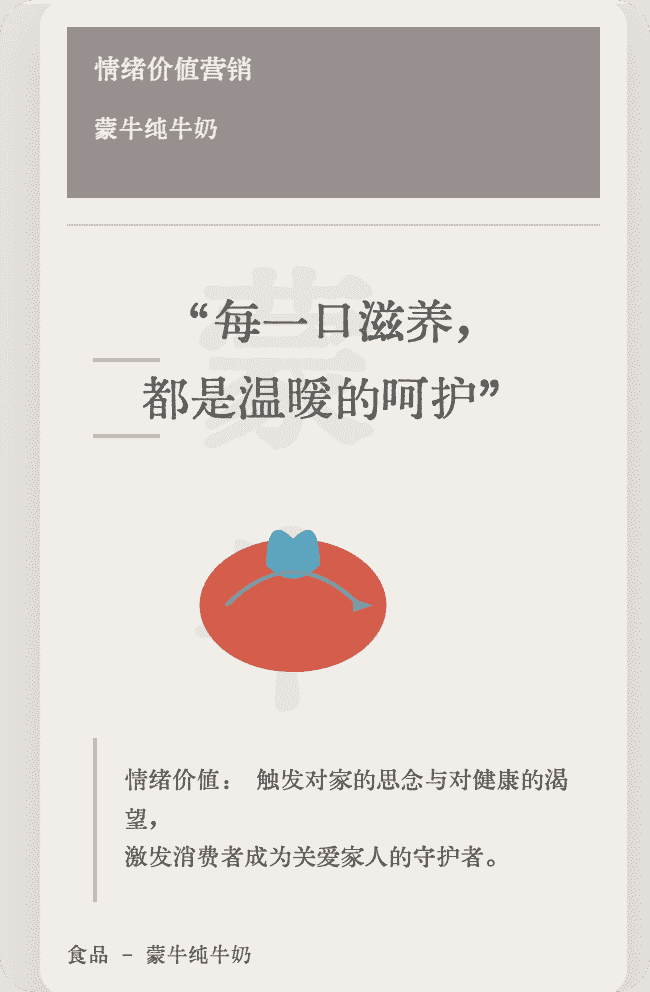 情绪价值营销
蒙牛纯牛奶
蒙
“每一口滋养，
都是温暖的呵护”
牛
情绪价值： 触发对家的思念与对健康的渴
望，
激发消费者成为关爱家人的守护者。
食品 - 蒙牛纯牛奶